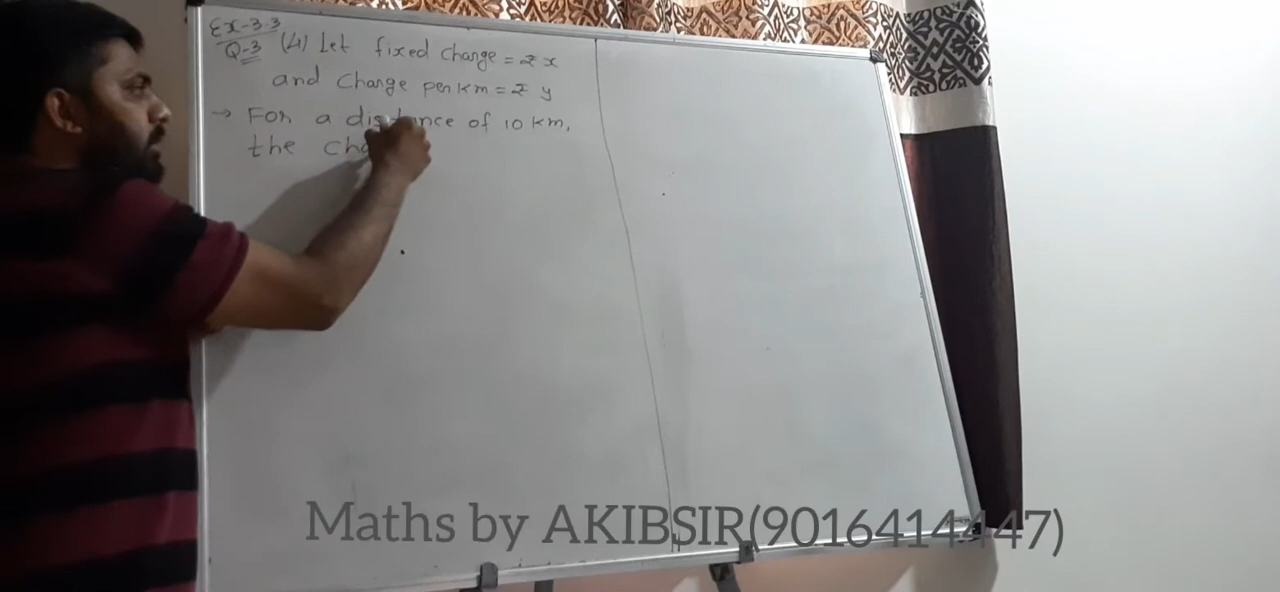 Ex-3.3
Q-3 (4) Let fixed charge = ₹ x
and charge per km = ₹ y
→ For a distance of 10 km,
the cha
Maths by AKIBSIR(9016414447)